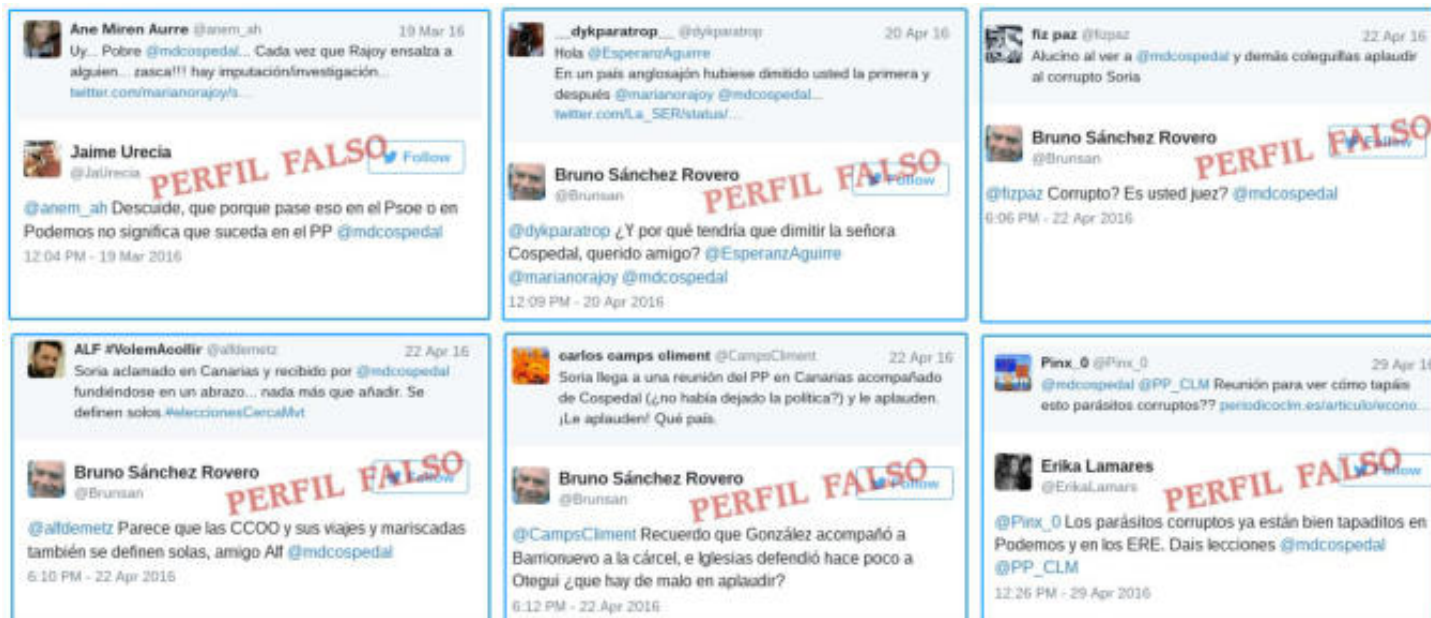 Ane Miren Aurre @anem_ah 19 Mar 16
Uy... Pobre @mdcospedal... Cada vez que Rajoy ensalza a
alguien... zasca!!! hay imputación/investigación...
twitter.com/marianorajoy/s...
Jaime Urecia
@JaUrecia
PERFIL FALSO
Follow
@anem_ah Descuide, que porque pase eso en el Psoe o en
Podemos no significa que suceda en el PP @mdcospedal
12:04 PM - 19 Mar 2016
__dykparatrop__ @dykparatrop 20 Apr 16
Hola @EsperanzAguirre
En un país anglosajón hubiese dimitido usted la primera y
después @marianorajoy @mdcospedal...
twitter.com/La_SER/status/...
Bruno Sánchez Rovero
@Brunsan
PERFIL FALSO
Follow
@dykparatrop ¿Y por qué tendría que dimitir la señora
Cospedal, querido amigo? @EsperanzAguirre
@marianorajoy @mdcospedal
12:09 PM - 20 Apr 2016
fiz paz @fizpaz 22 Apr 16
Alucino al ver a @mdcospedal y demás coleguillas aplaudir
al corrupto Soria
Bruno Sánchez Rovero
@Brunsan
PERFIL FALSO
Follow
@fizpaz Corrupto? Es usted juez? @mdcospedal
6:06 PM - 22 Apr 2016
ALF #VolemAcollir @alfdemetz 22 Apr 16
Soria aclamado en Canarias y recibido por @mdcospedal
fundiéndose en un abrazo... nada más que añadir. Se
definen solos #eleccionesCercaMvt
Bruno Sánchez Rovero
@Brunsan
PERFIL FALSO
Follow
@alfdemetz Parece que las CCOO y sus viajes y mariscadas
también se definen solas, amigo Alf @mdcospedal
6:10 PM - 22 Apr 2016
carlos camps climent @CampsCliment 22 Apr 16
Soria llega a una reunión del PP en Canarias acompañado
de Cospedal (¿no había dejado la política?) y le aplauden.
¡Le aplauden! Qué país.
Bruno Sánchez Rovero
@Brunsan
PERFIL FALSO
Follow
@CampsCliment Recuerdo que González acompañó a
Barrionuevo a la cárcel, e Iglesias defendió hace poco a
Otegui ¿que hay de malo en aplaudir?
6:12 PM - 22 Apr 2016
Pinx_0 @Pinx_0 29 Apr 16
@mdcospedal @PP_CLM Reunión para ver cómo tapáis
esto parásitos corruptos?? periodicoclm.es/articulo/econo...
Erika Lamares
@ErikaLamars
PERFIL FALSO
Follow
@Pinx_0 Los parásitos corruptos ya están bien tapaditos en
Podemos y en los ERE. Dais lecciones @mdcospedal
@PP_CLM
12:26 PM - 29 Apr 2016